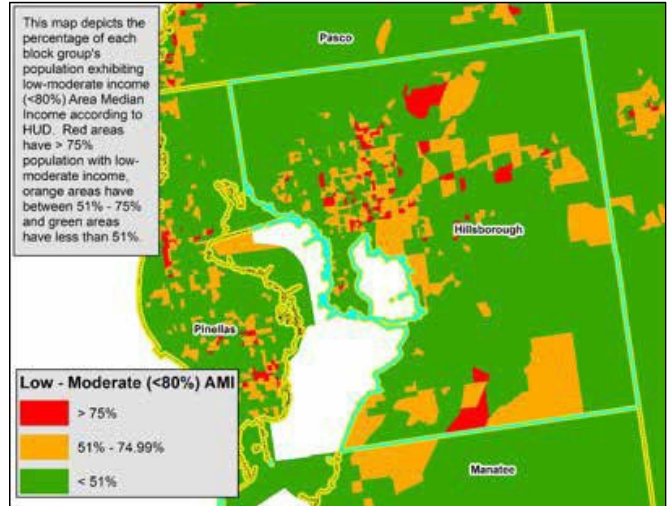 This map depicts the
percentage of each
block group's
population exhibiting
low-moderate income
(<80%) Area Median
Income according to
HUD. Red areas
have > 75%
population with low-
moderate income,
orange areas have
between 51% - 75%
and green areas
have less than 51%.
Pasco
Hillsborough
Pinellas
Manatee
Low - Moderate (<80%) AMI
> 75%
51% - 74.99%
< 51%